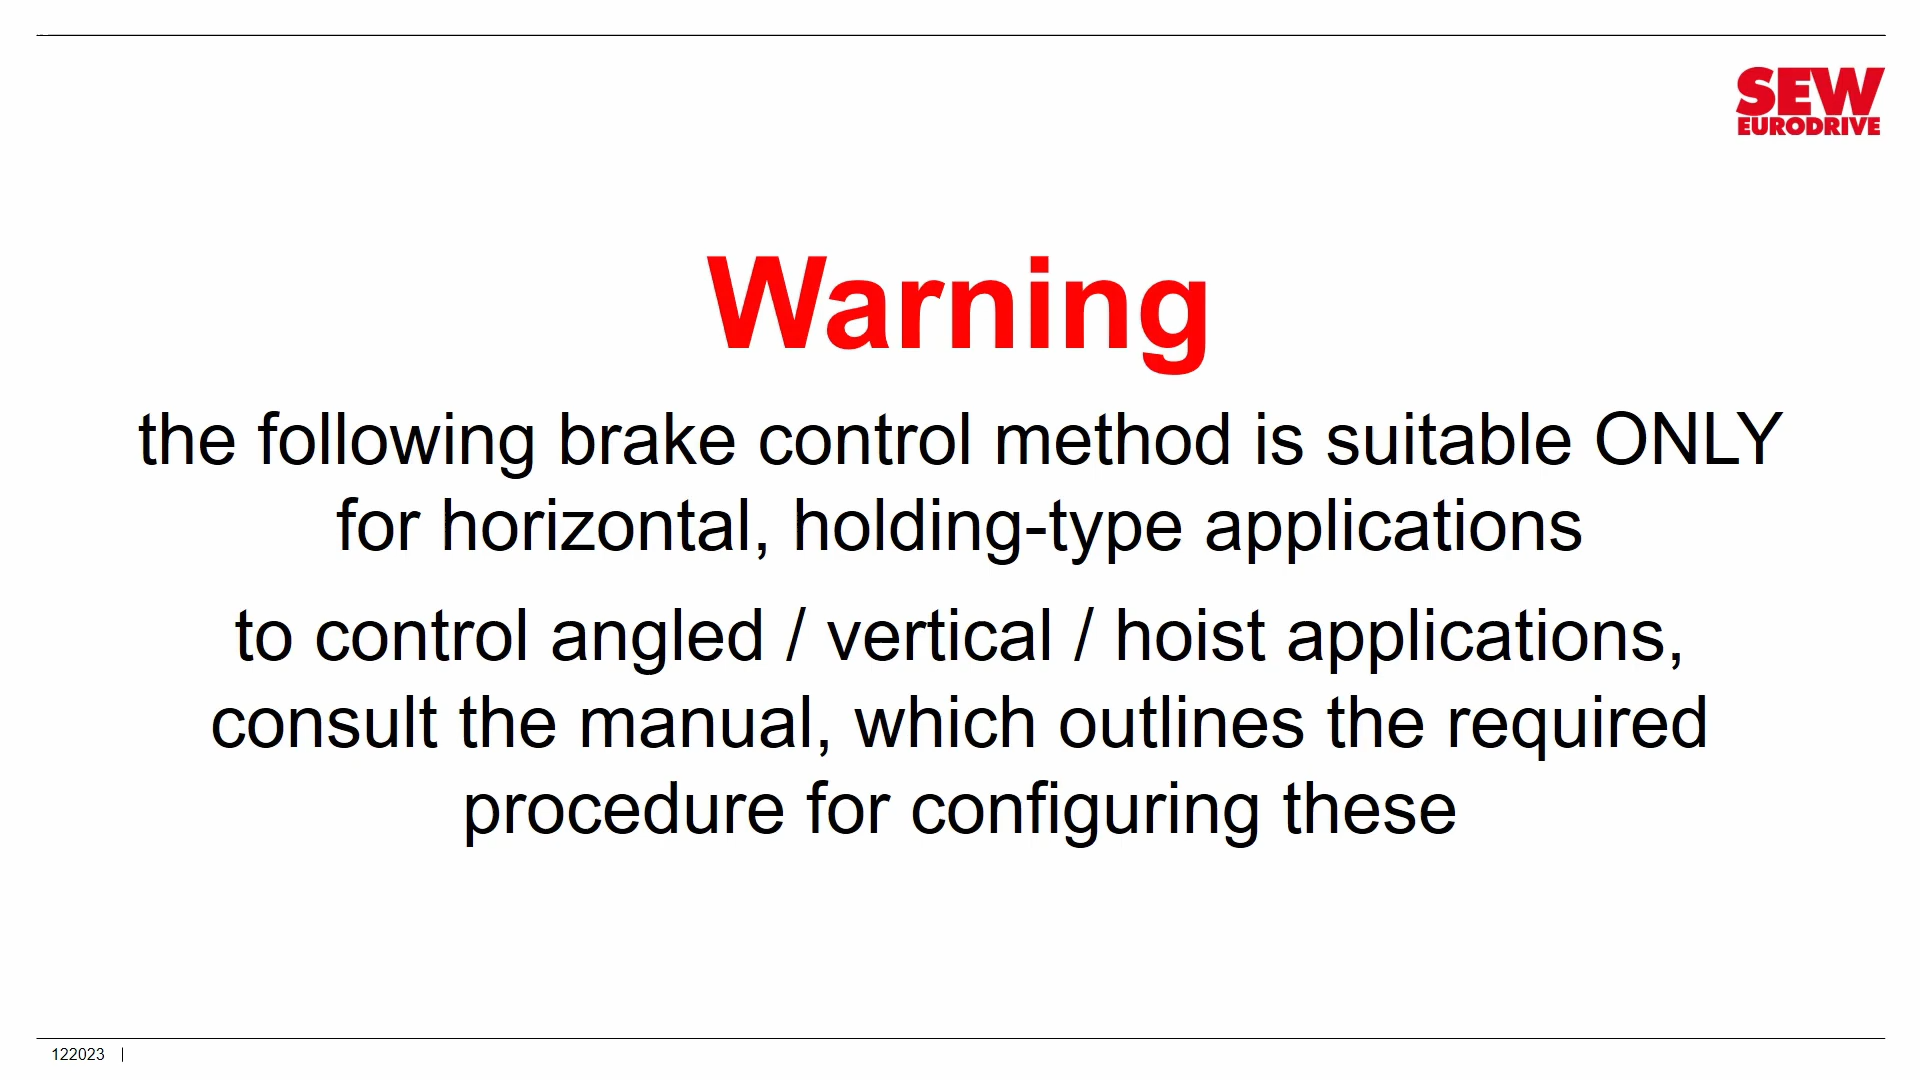 SEW
EURODRIVE
Warning
the following brake control method is suitable ONLY
for horizontal, holding-type applications
to control angled / vertical / hoist applications,
consult the manual, which outlines the required
procedure for configuring these
122023 |